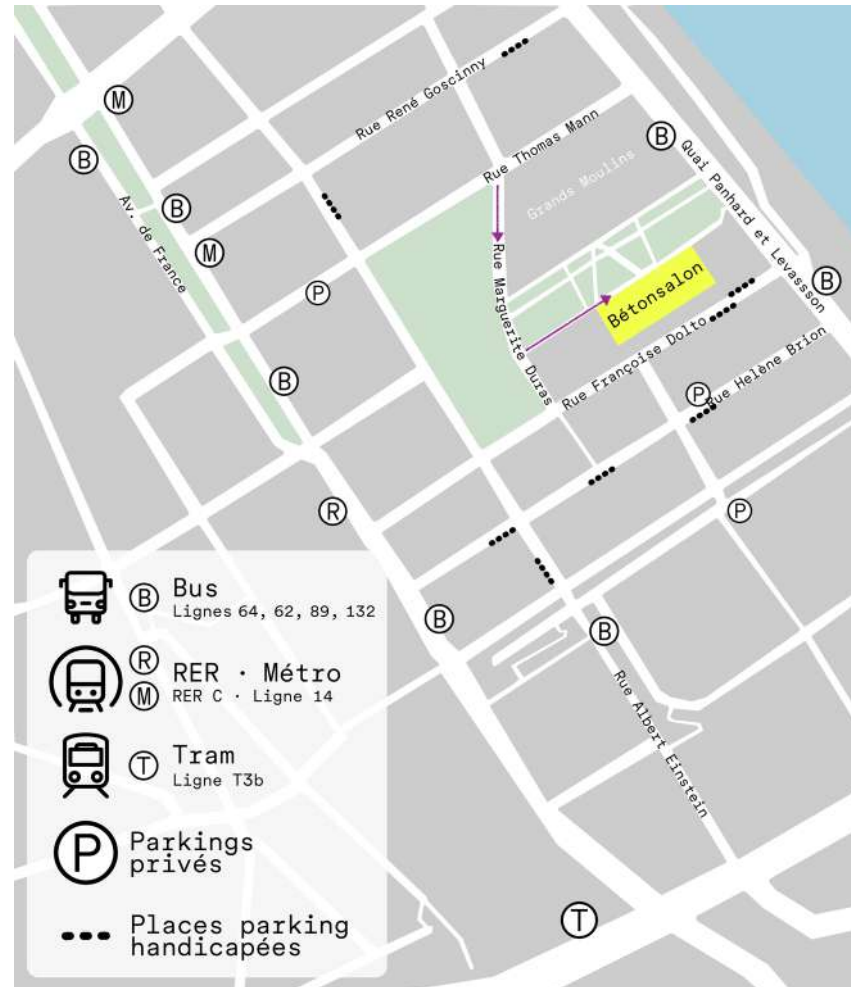 Rue René Goscinny
M
B
Rue Thomas Mann
B
Quai Panhard et Levassson
Grands Moulins
B
M
Av. de France
Rue Marguerite Duras
P
Bétonsalon
B
B
Rue Françoise Dolto
Rue Helène Brion
P
R
P
B
B
Rue Albert Einstein
T
B Bus
Lignes 64, 62, 89, 132
R
M
RER · Métro
RER C · Ligne 14
T Tram
Ligne T3b
P Parkings
privés
Places parking
handicapées